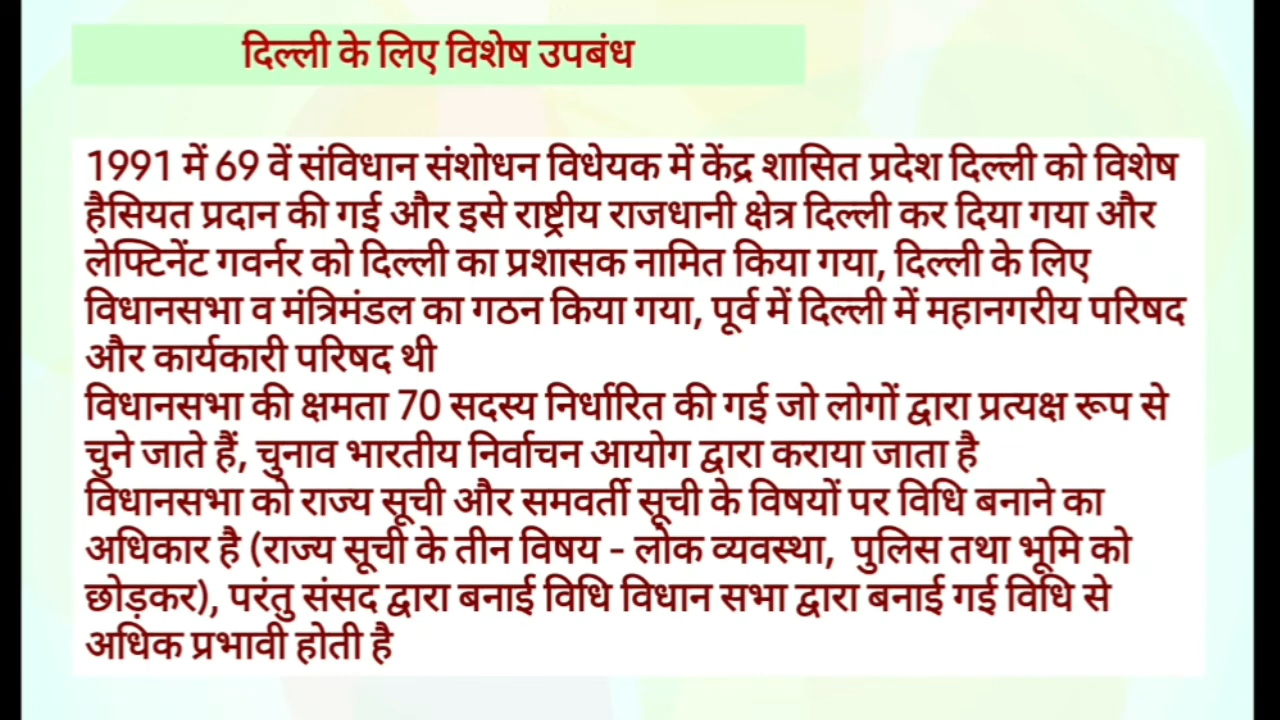 दिल्ली के लिए विशेष उपबंध
1991 में 69 वें संविधान संशोधन विधेयक में केंद्र शासित प्रदेश दिल्ली को विशेष
हैसियत प्रदान की गई और इसे राष्ट्रीय राजधानी क्षेत्र दिल्ली कर दिया गया और
लेफ्टिनेंट गवर्नर को दिल्ली का प्रशासक नामित किया गया, दिल्ली के लिए
विधानसभा व मंत्रिमंडल का गठन किया गया, पूर्व में दिल्ली में महानगरीय परिषद
और कार्यकारी परिषद थी
विधानसभा की क्षमता 70 सदस्य निर्धारित की गई जो लोगों द्वारा प्रत्यक्ष रूप से
चुने जाते हैं, चुनाव भारतीय निर्वाचन आयोग द्वारा कराया जाता है
विधानसभा को राज्य सूची और समवर्ती सूची के विषयों पर विधि बनाने का
अधिकार है (राज्य सूची के तीन विषय - लोक व्यवस्था, पुलिस तथा भूमि को
छोड़कर), परंतु संसद द्वारा बनाई विधि विधान सभा द्वारा बनाई गई विधि से
अधिक प्रभावी होती है